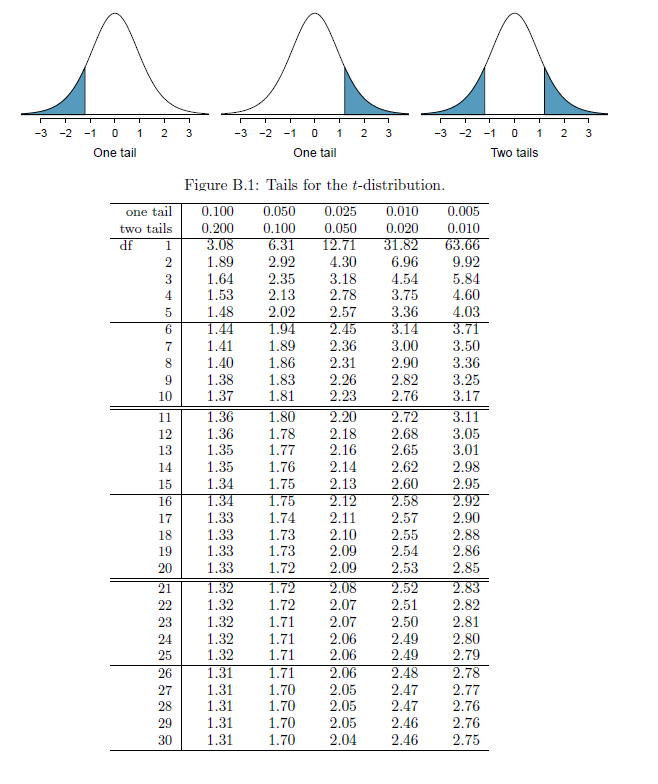 −3 −2 −1 0 1 2 3
One tail
−3 −2 −1 0 1 2 3
One tail
−3 −2 −1 0 1 2 3
Two tails
Figure B.1: Tails for the t-distribution.
one tail 0.100 0.050 0.025 0.010 0.005
two tails 0.200 0.100 0.050 0.020 0.010
df 1 3.08 6.31 12.71 31.82 63.66
2 1.89 2.92 4.30 6.96 9.92
3 1.64 2.35 3.18 4.54 5.84
4 1.53 2.13 2.78 3.75 4.60
5 1.48 2.02 2.57 3.36 4.03
6 1.44 1.94 2.45 3.14 3.71
7 1.41 1.89 2.36 3.00 3.50
8 1.40 1.86 2.31 2.90 3.36
9 1.38 1.83 2.26 2.82 3.25
10 1.37 1.81 2.23 2.76 3.17
11 1.36 1.80 2.20 2.72 3.11
12 1.36 1.78 2.18 2.68 3.05
13 1.35 1.77 2.16 2.65 3.01
14 1.35 1.76 2.14 2.62 2.98
15 1.34 1.75 2.13 2.60 2.95
16 1.34 1.75 2.12 2.58 2.92
17 1.33 1.74 2.11 2.57 2.90
18 1.33 1.73 2.10 2.55 2.88
19 1.33 1.73 2.09 2.54 2.86
20 1.33 1.72 2.09 2.53 2.85
21 1.32 1.72 2.08 2.52 2.83
22 1.32 1.72 2.07 2.51 2.82
23 1.32 1.71 2.07 2.50 2.81
24 1.32 1.71 2.06 2.49 2.80
25 1.32 1.71 2.06 2.49 2.79
26 1.31 1.71 2.06 2.48 2.78
27 1.31 1.70 2.05 2.47 2.77
28 1.31 1.70 2.05 2.47 2.76
29 1.31 1.70 2.05 2.46 2.76
30 1.31 1.70 2.04 2.46 2.75